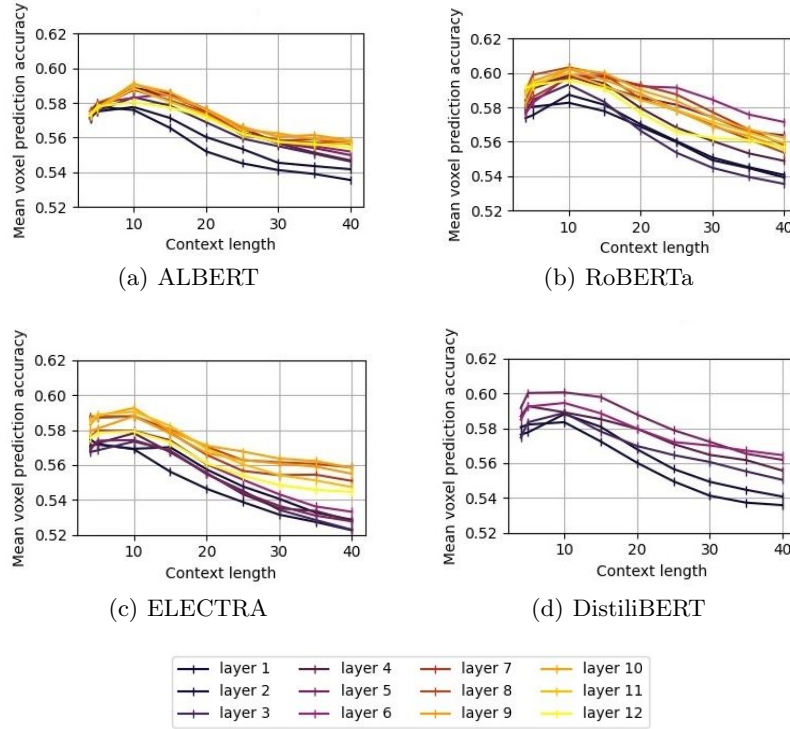 Mean voxel prediction accuracy
0.62
0.60
0.58
0.56
0.54
0.52
10
20
30
40
Context length
(a) ALBERT
Mean voxel prediction accuracy
0.62
0.60
0.58
0.56
0.54
0.52
10
20
30
40
Context length
(b) RoBERTa
Mean voxel prediction accuracy
0.62
0.60
0.58
0.56
0.54
0.52
10
20
30
40
Context length
(c) ELECTRA
Mean voxel prediction accuracy
0.62
0.60
0.58
0.56
0.54
0.52
10
20
30
40
Context length
(d) DistiliBERT
layer 1
layer 2
layer 3
layer 4
layer 5
layer 6
layer 7
layer 8
layer 9
layer 10
layer 11
layer 12